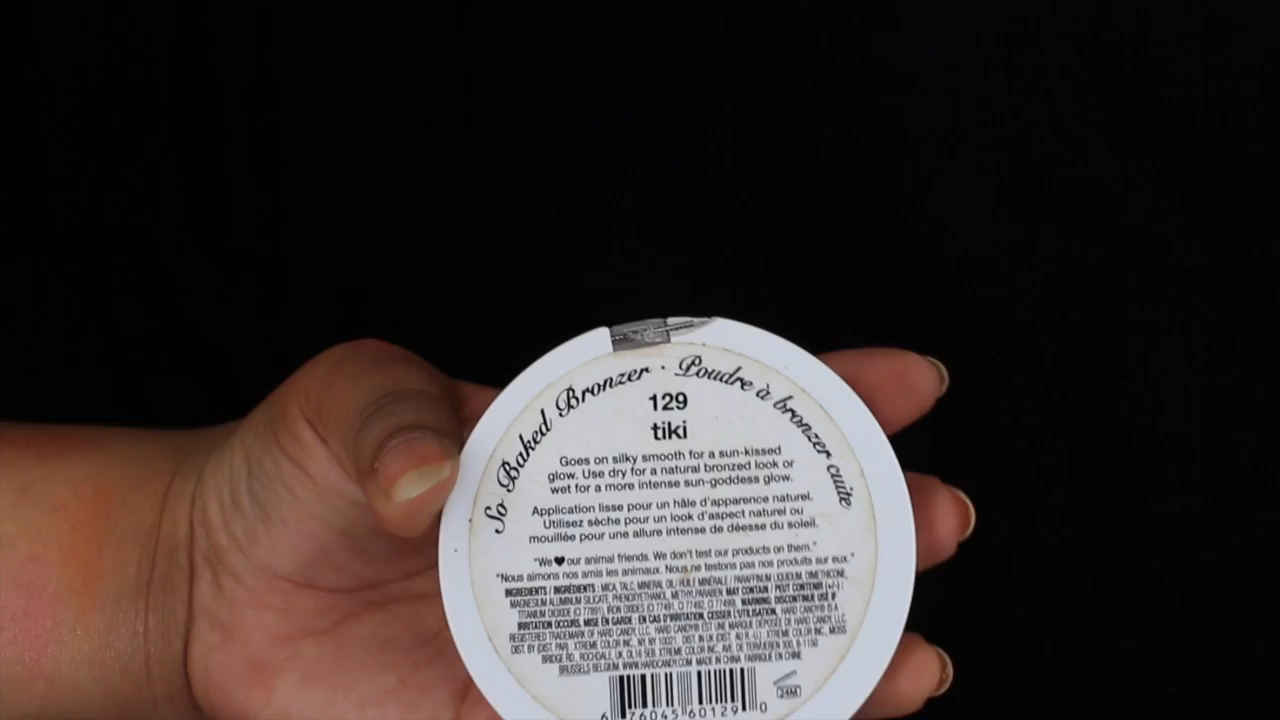 So Baked Bronzer · Poudre à bronzer cuite
129
tiki
Goes on silky smooth for a sun-kissed
glow. Use dry for a natural bronzed look or
wet for a more intense sun-goddess glow.
Application lisse pour un hâle d'apparence naturel.
Utilisez sèche pour un look d'aspect naturel ou
mouillée pour une allure intense de déesse du soleil.
"We ♥ our animal friends. We don't test our products on them."
"Nous aimons nos amis les animaux. Nous ne testons pas nos produits sur eux."
INGREDIENTS / INGRÉDIENTS : MICA, TALC, MINERAL OIL / HUILE MINÉRALE / PARAFFINUM LIQUIDUM, DIMETHICONE,
MAGNESIUM ALUMINUM SILICATE, PHENOXYETHANOL, METHYLPARABEN. MAY CONTAIN / PEUT CONTENIR (+/-) :
TITANIUM DIOXIDE (CI 77891), IRON OXIDES (CI 77491, CI 77492, CI 77499). WARNING: DISCONTINUE USE IF
IRRITATION OCCURS. MISE EN GARDE : EN CAS D'IRRITATION, CESSER L'UTILISATION. HARD CANDY® IS A
REGISTERED TRADEMARK OF HARD CANDY, LLC. HARD CANDY® EST UNE MARQUE DÉPOSÉE DE HARD CANDY, LLC.
DIST. BY (DIST. PAR) : XTREME COLOR INC., NY, NY 10021. DIST. IN UK (DIST. AU R.-U.) : XTREME COLOR INC., MOSS
BRIDGE RD., ROCHDALE, UK, OL16 5EB. XTREME COLOR INC., AVE. DE TERVUEREN 300, B-1150
BRUSSELS BELGIUM. WWW.HARDCANDY.COM MADE IN CHINA FABRIQUÉ EN CHINE
24M
6 76045 60129 0